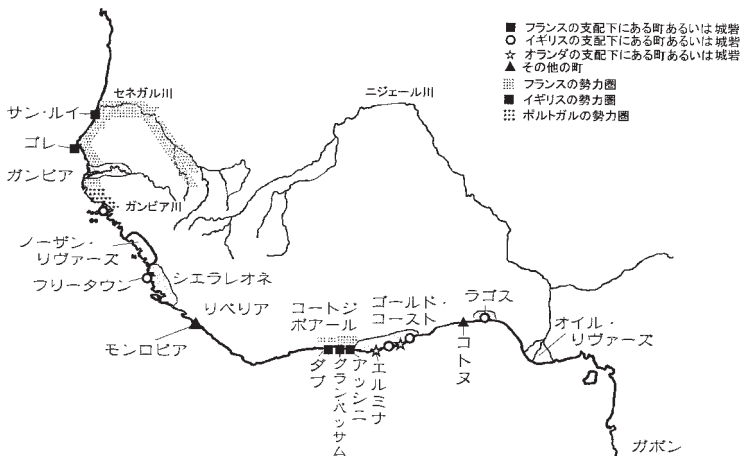 フランスの支配下にある町あるいは城砦
イギリスの支配下にある町あるいは城砦
オランダの支配下にある町あるいは城砦
その他の町
フランスの勢力圏
イギリスの勢力圏
ポルトガルの勢力圏
セネガル川
ニジェール川
サン・ルイ
ゴレ
ガンビア
ガンビア川
ノーザン・
リヴァーズ
シエラレオネ
フリータウン
リベリア
モンロビア
コートジ
ボアール
ゴールド・
コースト
ラゴス
オイル・
リヴァーズ
ダブ
グランバッサム
アッシニ
エルミナ
コトヌ
ガボン